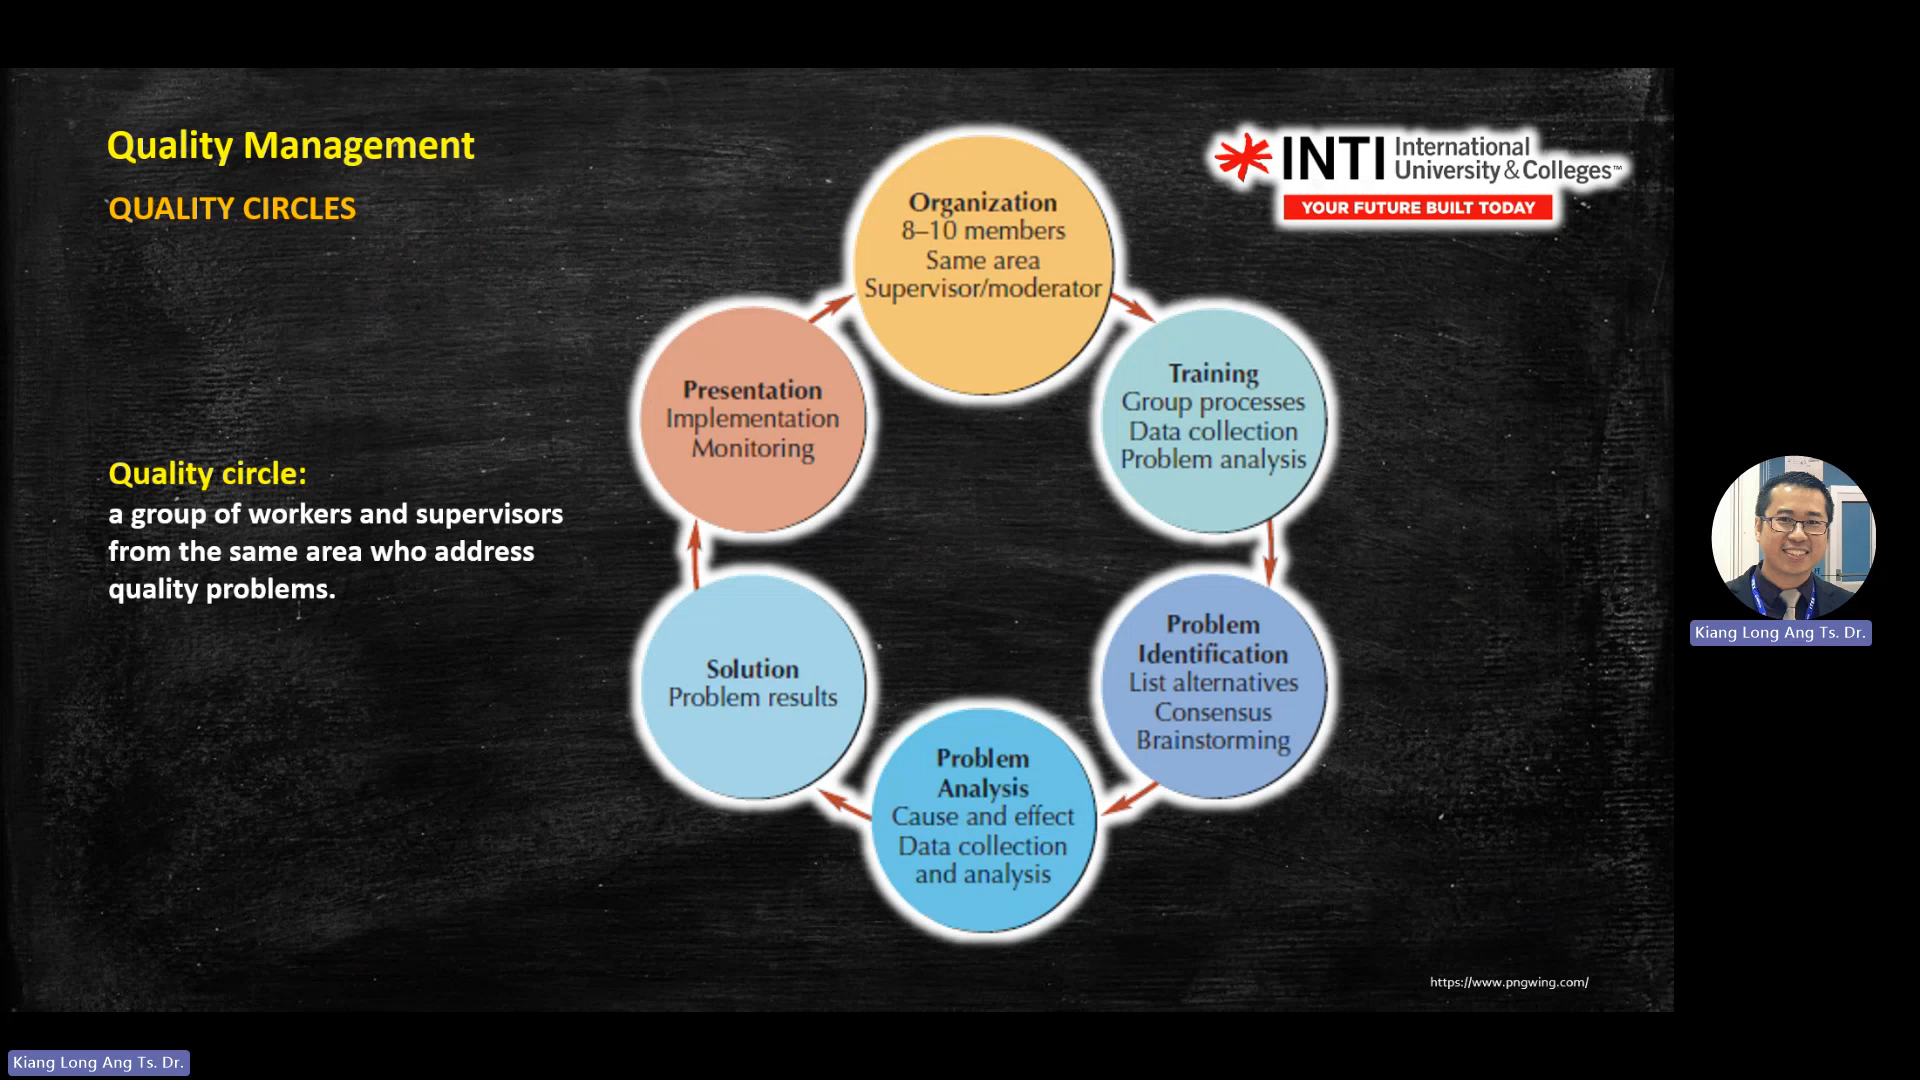 Quality Management
QUALITY CIRCLES
INTI International
University & Colleges™
YOUR FUTURE BUILT TODAY
Quality circle:
a group of workers and supervisors
from the same area who address
quality problems.
Organization
8–10 members
Same area
Supervisor/moderator
Training
Group processes
Data collection
Problem analysis
Problem
Identification
List alternatives
Consensus
Brainstorming
Problem
Analysis
Cause and effect
Data collection
and analysis
Solution
Problem results
Presentation
Implementation
Monitoring
https://www.pngwing.com/
Kiang Long Ang Ts. Dr.
Kiang Long Ang Ts. Dr.